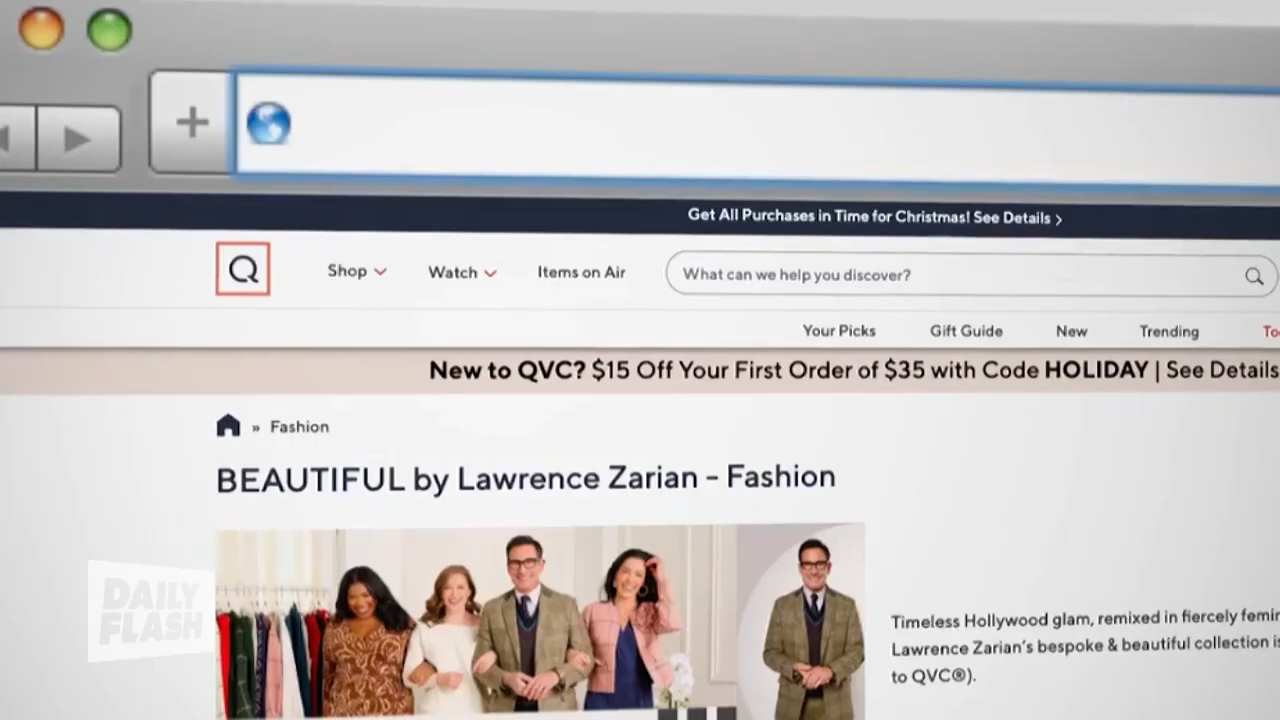 Get All Purchases in Time for Christmas! See Details >
Q
Shop
Watch
Items on Air
What can we help you discover?
Your Picks
Gift Guide
New
Trending
To
New to QVC? $15 Off Your First Order of $35 with Code HOLIDAY | See Details
» Fashion
BEAUTIFUL by Lawrence Zarian - Fashion
Timeless Hollywood glam, remixed in fiercely femin
Lawrence Zarian's bespoke & beautiful collection is
to QVC®).
DAILY
FLASH